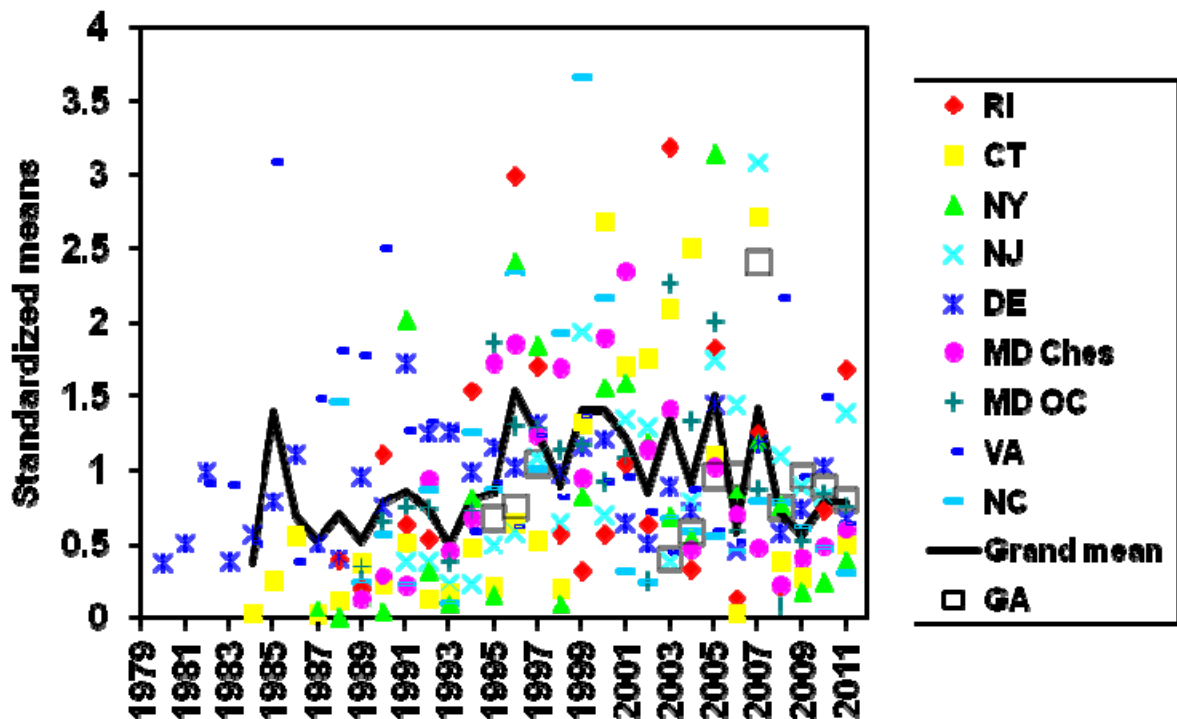 4
3.5
3
2.5
2
1.5
1
0.5
0
Standardized means
1979
1981
1983
1985
1987
1989
1991
1993
1995
1997
1999
2001
2003
2005
2007
2009
2011
RI
CT
NY
NJ
DE
MD Ches
MD OC
VA
NC
Grand mean
GA